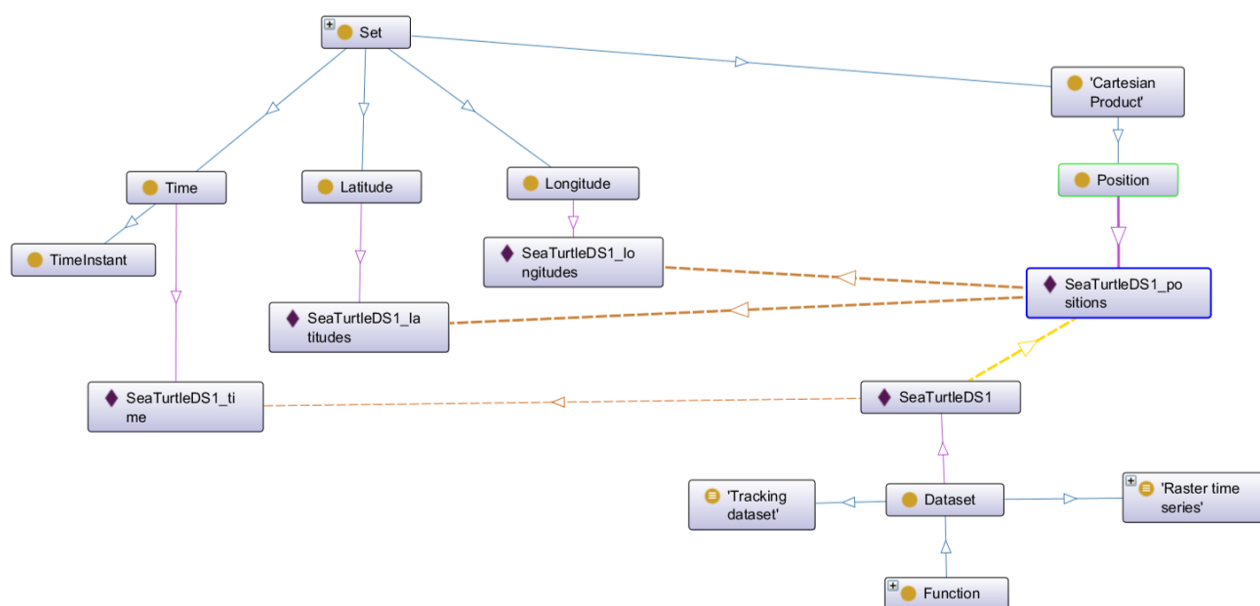 Set
'Cartesian
Product'
Time
Latitude
Longitude
Position
TimeInstant
SeaTurtleDS1_lo
ngitudes
SeaTurtleDS1_po
sitions
SeaTurtleDS1_la
titudes
SeaTurtleDS1_ti
me
SeaTurtleDS1
'Tracking
dataset'
Dataset
'Raster time
series'
Function